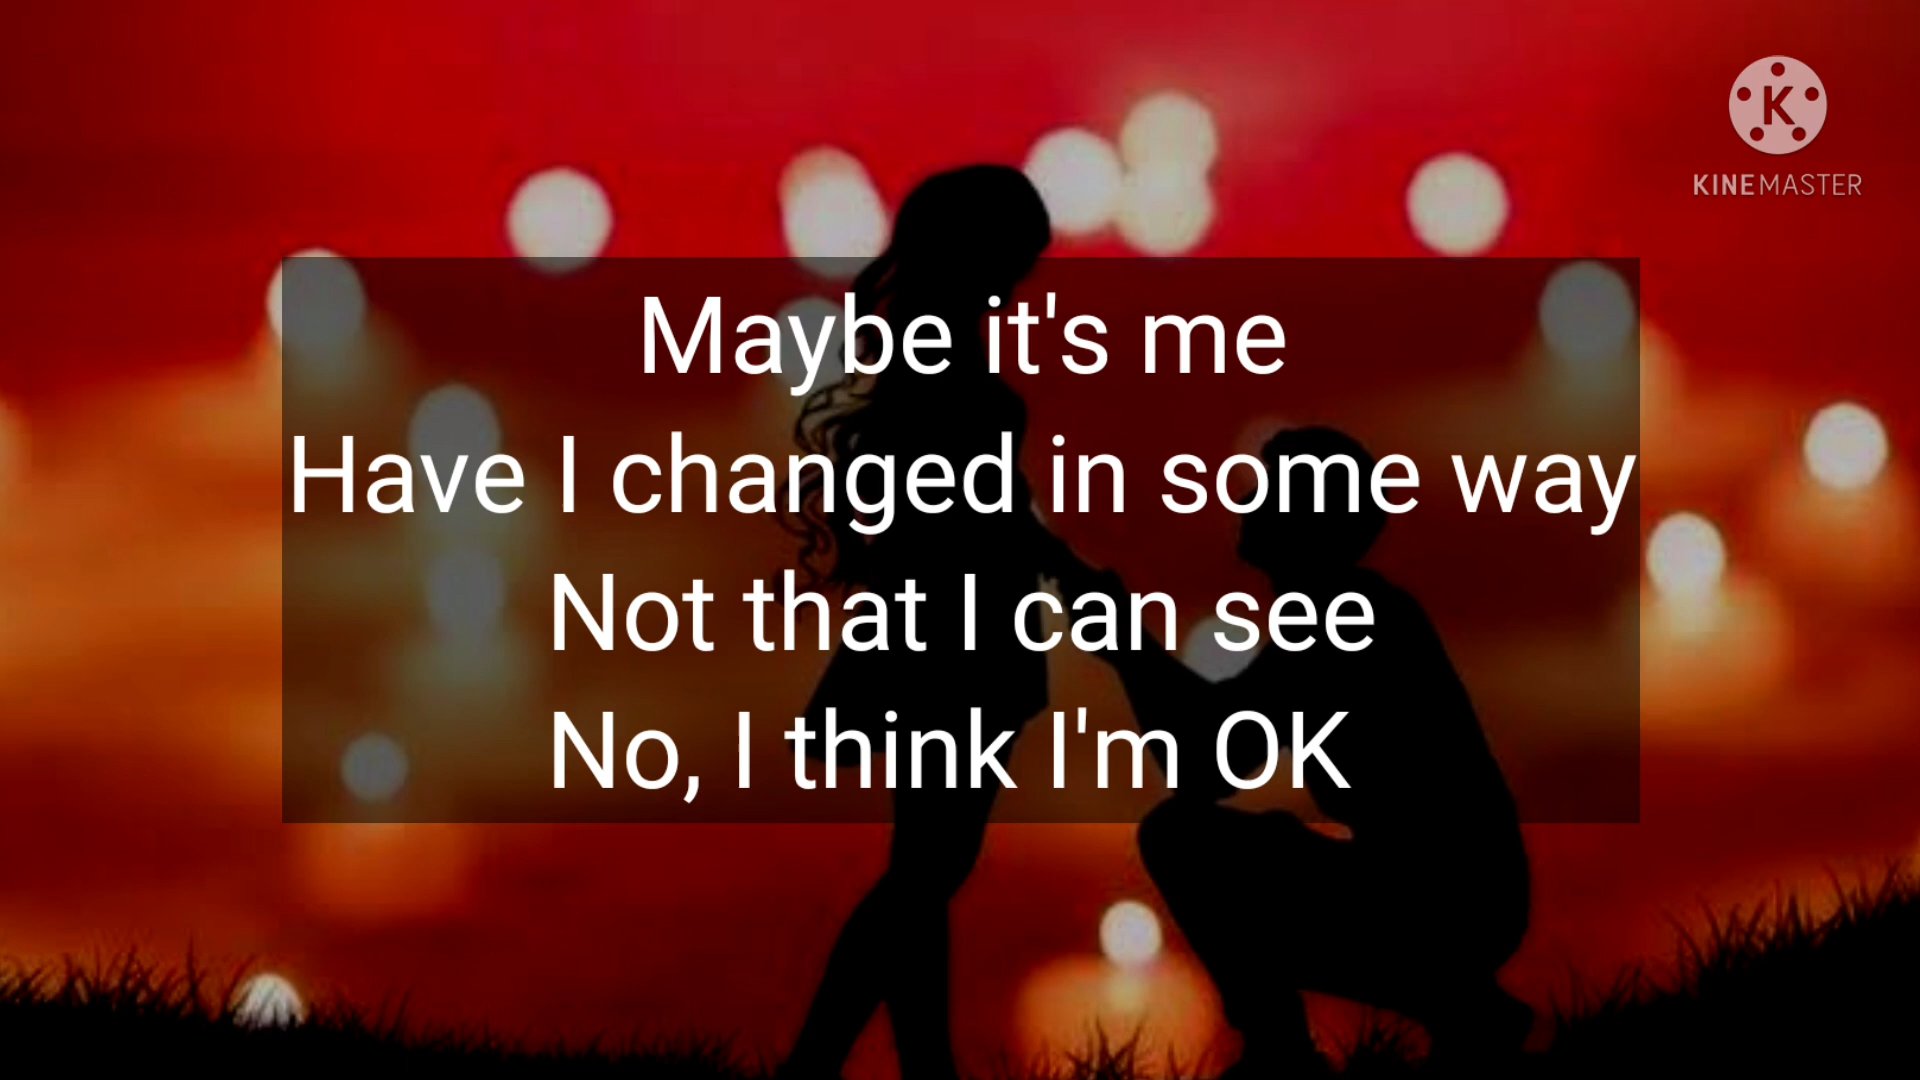 K
KINEMASTER
Maybe it's me
Have I changed in some way
Not that I can see
No, I think I'm OK